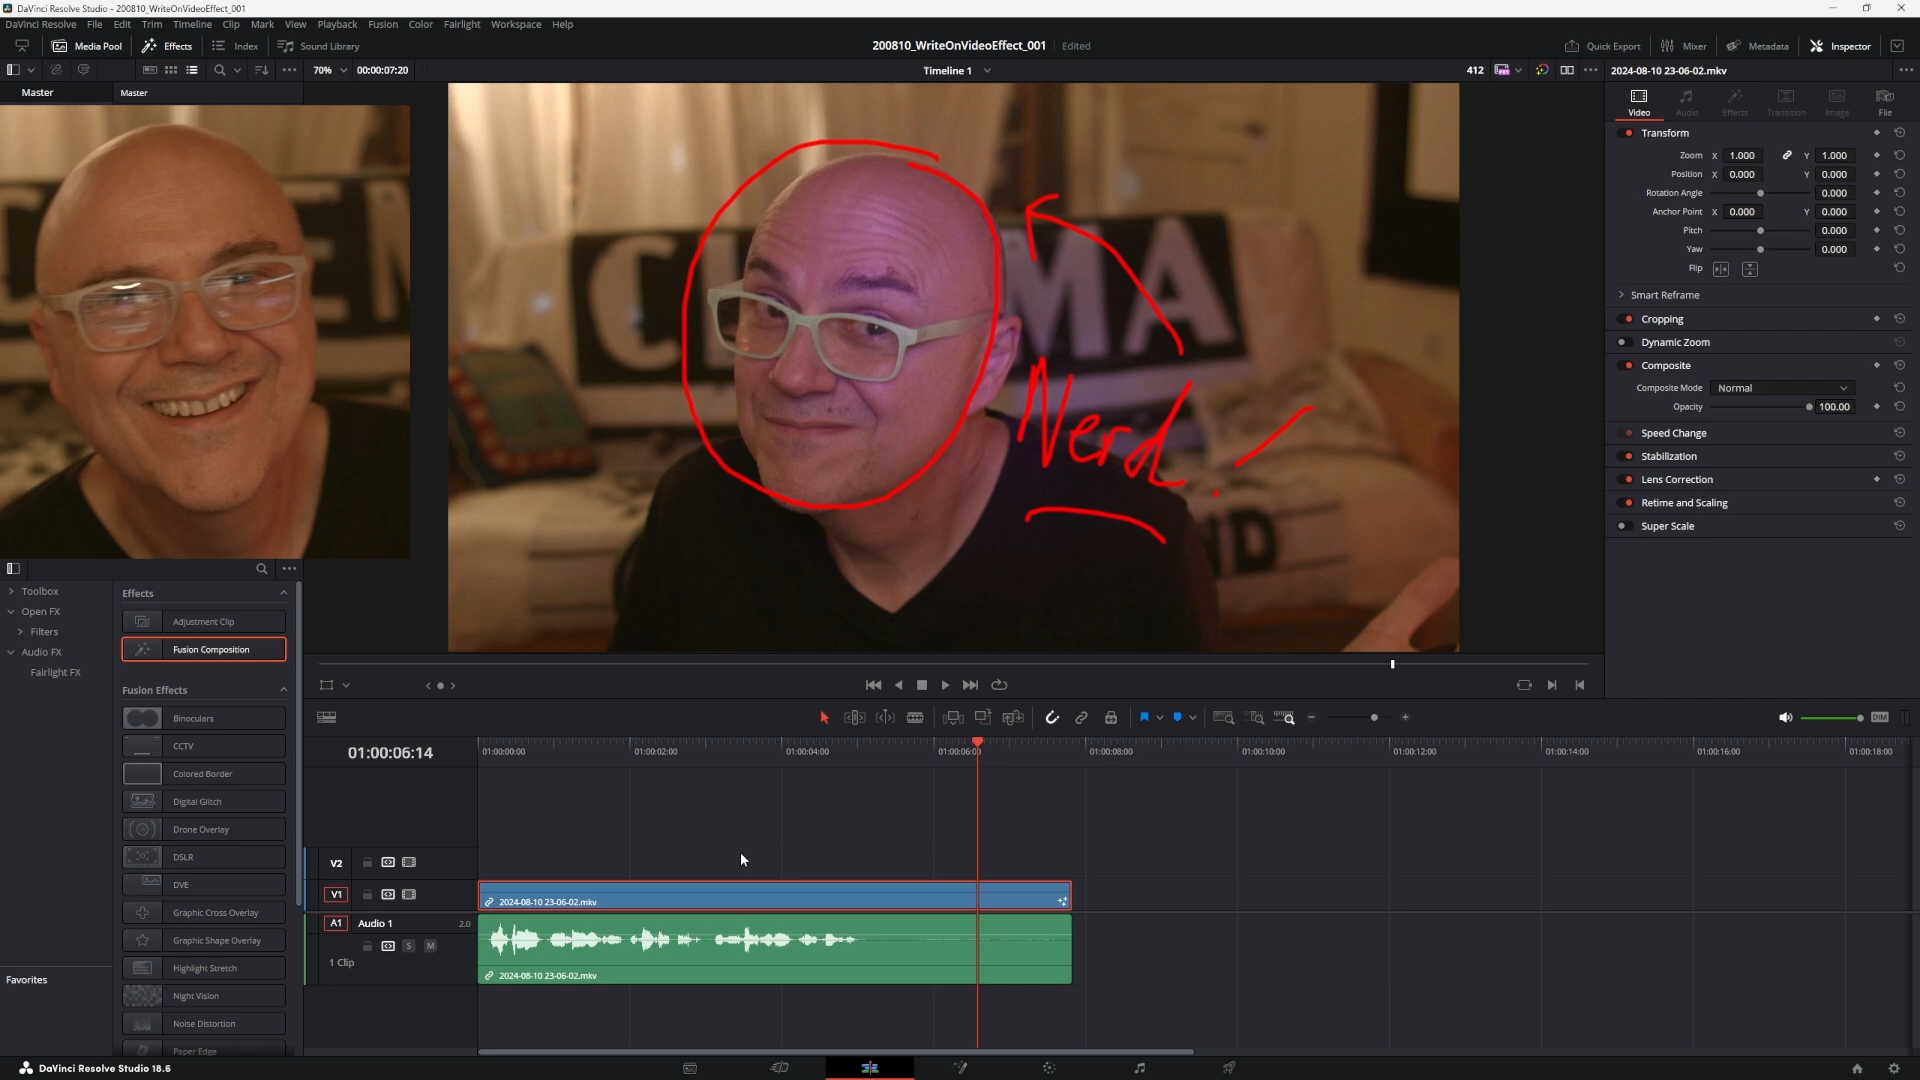 DaVinci Resolve Studio - 200810_WriteOnVideoEffect_001
DaVinci Resolve File Edit Trim Timeline Clip Mark View Playback Fusion Color Fairlight Workspace Help
Media Pool Effects Index Sound Library 200810_WriteOnVideoEffect_001 Edited Quick Export Mixer Metadata Inspector
70% 00:00:07:20 Timeline 1 412 2024-08-10 23-06-02.mkv
Master Master
Video Audio Effects Transition Image File
Transform
Zoom X 1.000 Y 1.000
Position X 0.000 Y 0.000
Rotation Angle 0.000
Anchor Point X 0.000 Y 0.000
Pitch 0.000
Yaw 0.000
Flip
Smart Reframe
Cropping
Dynamic Zoom
Composite
Composite Mode Normal
Opacity 100.00
Speed Change
Stabilization
Lens Correction
Retime and Scaling
Super Scale
Nerd!
MA
ND
Toolbox
Open FX
Filters
Audio FX
Fairlight FX
Favorites
Effects
Adjustment Clip
Fusion Composition
Fusion Effects
Binoculars
CCTV
Colored Border
Digital Glitch
Drone Overlay
DSLR
DVE
Graphic Cross Overlay
Graphic Shape Overlay
Highlight Stretch
Night Vision
Noise Distortion
Paper Edge
DIM
01:00:06:14
01:00:00:00 01:00:02:00 01:00:04:00 01:00:06:00 01:00:08:00 01:00:10:00 01:00:12:00 01:00:14:00 01:00:16:00 01:00:18:00
V2
V1
2024-08-10 23-06-02.mkv
A1 Audio 1 2.0
S M
1 Clip
2024-08-10 23-06-02.mkv
DaVinci Resolve Studio 18.6